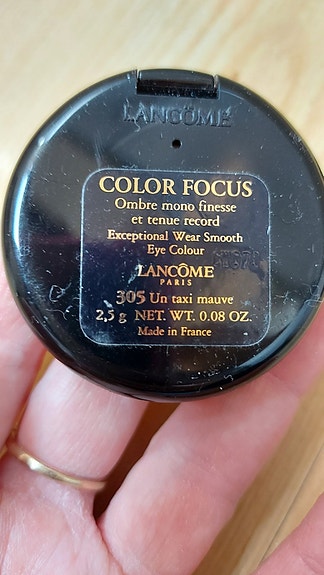 LANCÔME
COLOR FOCUS
Ombre mono finesse
et tenue record
Exceptional Wear Smooth
Eye Colour
LANCÔME
PARIS
305 Un taxi mauve
2,5 g NET. WT. 0.08 OZ.
Made in France